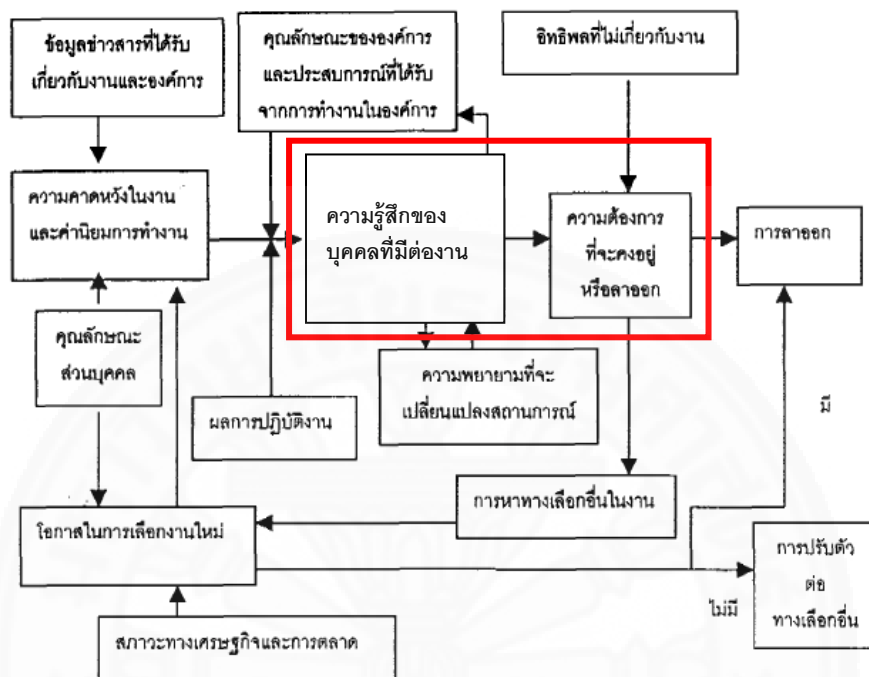 ข้อมูลข่าวสารที่ได้รับ
เกี่ยวกับงานและองค์การ
คุณลักษณะขององค์การ
และประสบการณ์ที่ได้รับ
จากการทำงานในองค์การ
อิทธิพลที่ไม่เกี่ยวกับงาน
ความคาดหวังในงาน
และค่านิยมการทำงาน
ความรู้สึกของ
บุคคลที่มีต่องาน
ความต้องการ
ที่จะคงอยู่
หรือลาออก
การลาออก
คุณลักษณะ
ส่วนบุคคล
ผลการปฏิบัติงาน
ความพยายามที่จะ
เปลี่ยนแปลงสถานการณ์
มี
การหาทางเลือกอื่นในงาน
โอกาสในการเลือกงานใหม่
การปรับตัว
ต่อ
ทางเลือกอื่น
ไม่มี
สภาวะทางเศรษฐกิจและการตลาด